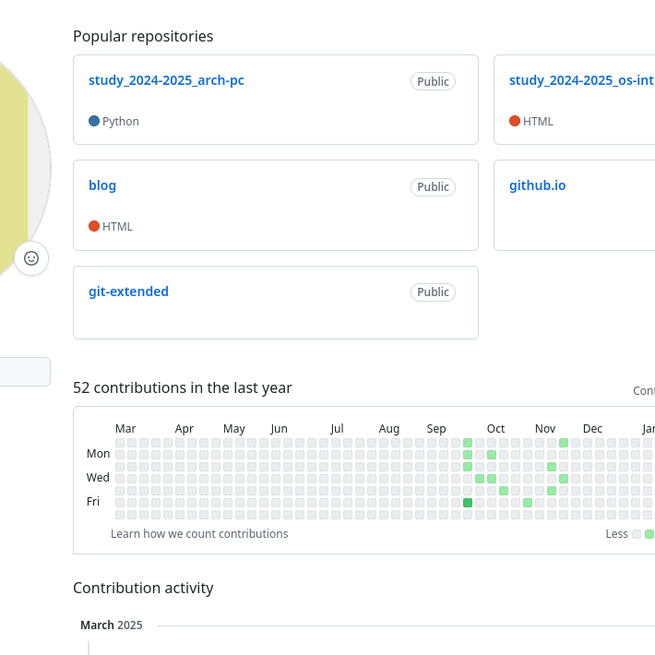 Popular repositories
study_2024-2025_arch-pc
Public
study_2024-2025_os-int
Python
HTML
blog
Public
github.io
HTML
git-extended
Public
52 contributions in the last year
Cont
Mar Apr May Jun Jul Aug Sep Oct Nov Dec Jan
Mon
Wed
Fri
Learn how we count contributions
Less
Contribution activity
March 2025